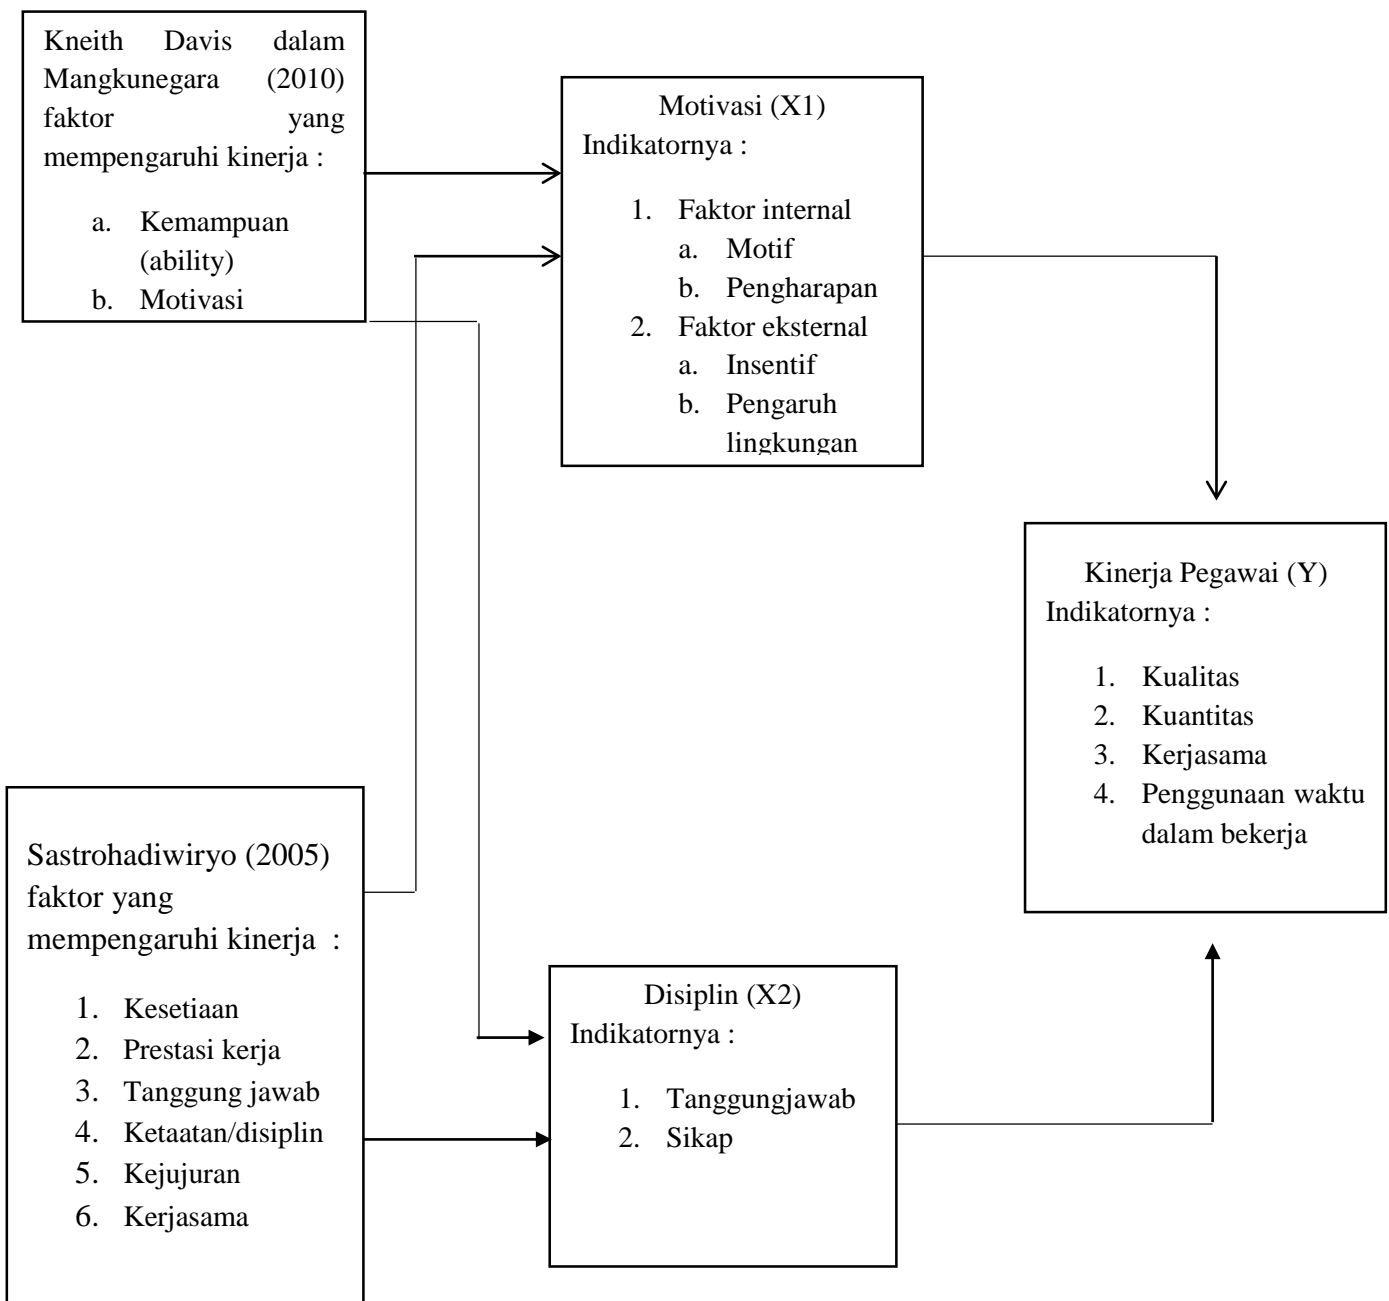 Kneith Davis dalam
Mangkunegara (2010)
faktor yang
mempengaruhi kinerja :
a. Kemampuan
(ability)
b. Motivasi
Motivasi (X1)
Indikatornya :
1. Faktor internal
a. Motif
b. Pengharapan
2. Faktor eksternal
a. Insentif
b. Pengaruh
lingkungan
Kinerja Pegawai (Y)
Indikatornya :
1. Kualitas
2. Kuantitas
3. Kerjasama
4. Penggunaan waktu
dalam bekerja
Sastrohadiwiryo (2005)
faktor yang
mempengaruhi kinerja :
1. Kesetiaan
2. Prestasi kerja
3. Tanggung jawab
4. Ketaatan/disiplin
5. Kejujuran
6. Kerjasama
Disiplin (X2)
Indikatornya :
1. Tanggungjawab
2. Sikap